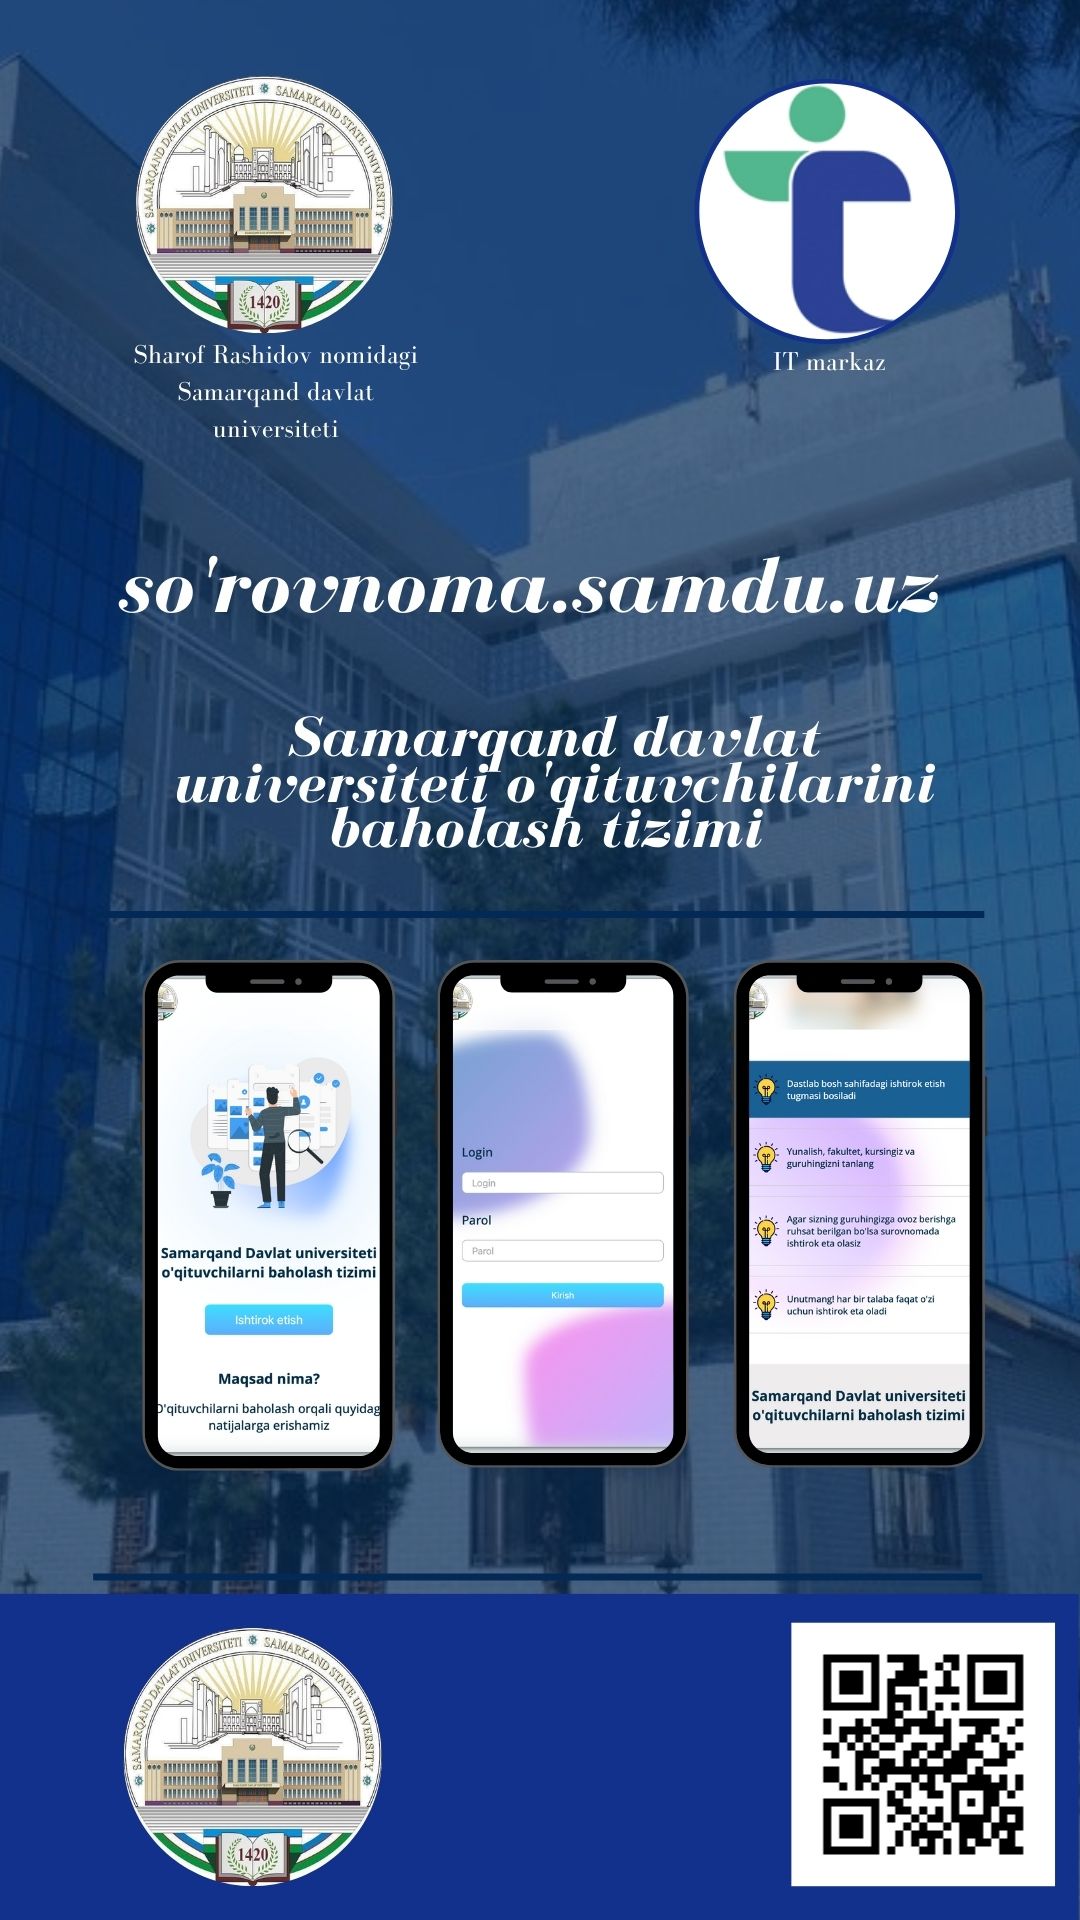 SAMARQAND DAVLAT UNIVERSITETI
SAMARKAND STATE UNIVERSITY
1420
Sharof Rashidov nomidagi
Samarqand davlat
universiteti
IT markaz
so'rovnoma.samdu.uz
Samarqand davlat
universiteti o'qituvchilarini
baholash tizimi
Samarqand Davlat universiteti
o'qituvchilarni baholash tizimi
Ishtirok etish
Maqsad nima?
O'qituvchilarni baholash orqali quyidag
natijalarga erishamiz
Login
Login
Parol
Parol
Kirish
Dastlab bosh sahifadagi ishtirok etish
tugmasi bosiladi
Yunalish, fakultet, kursingiz va
guruhingizni tanlang
Agar sizning guruhingizga ovoz berishga
ruhsat berilgan bo'lsa surovnomada
ishtirok eta olasiz
Unutmang! har bir talaba faqat o'zi
uchun ishtirok eta oladi
Samarqand Davlat universiteti
o'qituvchilarni baholash tizimi
SAMARQAND DAVLAT UNIVERSITETI
SAMARKAND STATE UNIVERSITY
1420